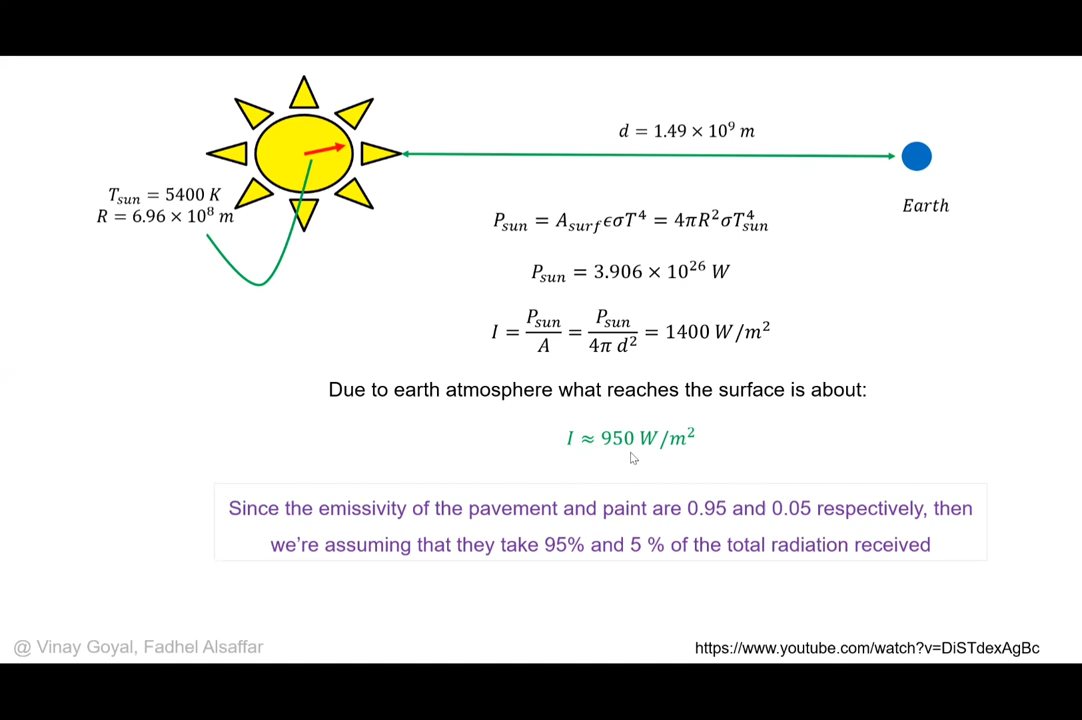 d = 1.49 × 10⁹ m
T_sun = 5400 K
R = 6.96 × 10⁸ m
Earth
P_sun = A_surf ϵσT⁴ = 4πR²σT⁴_sun
P_sun = 3.906 × 10²⁶ W
I = P_sun / A = P_sun / 4π d² = 1400 W/m²
Due to earth atmosphere what reaches the surface is about:
I ≈ 950 W/m²
Since the emissivity of the pavement and paint are 0.95 and 0.05 respectively, then
we're assuming that they take 95% and 5 % of the total radiation received
@ Vinay Goyal, Fadhel Alsaffar
https://www.youtube.com/watch?v=DiSTdexAgBc